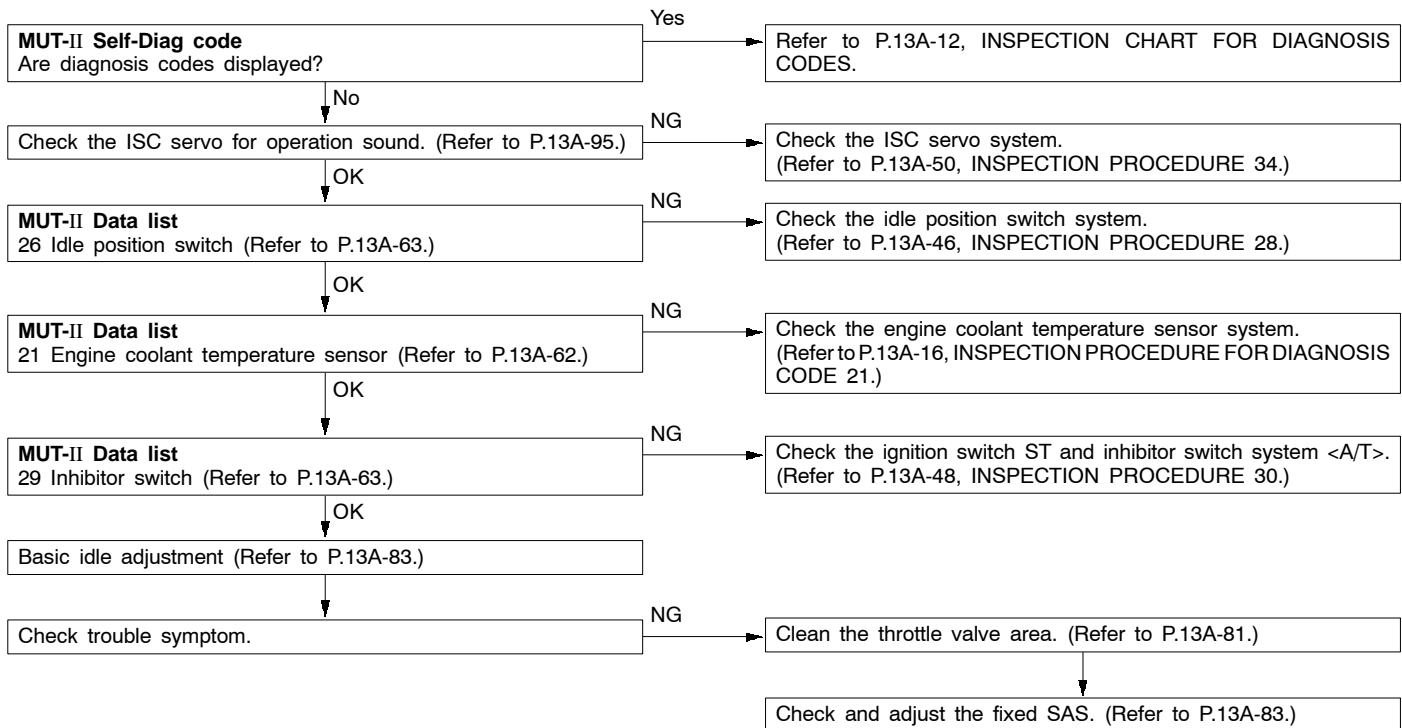 MUT-II Self-Diag code
Are diagnosis codes displayed?
Yes
Refer to P.13A-12, INSPECTION CHART FOR DIAGNOSIS
CODES.
No
Check the ISC servo for operation sound. (Refer to P.13A-95.)
NG
Check the ISC servo system.
(Refer to P.13A-50, INSPECTION PROCEDURE 34.)
OK
MUT-II Data list
26 Idle position switch (Refer to P.13A-63.)
NG
Check the idle position switch system.
(Refer to P.13A-46, INSPECTION PROCEDURE 28.)
OK
MUT-II Data list
21 Engine coolant temperature sensor (Refer to P.13A-62.)
NG
Check the engine coolant temperature sensor system.
(Refer to P.13A-16, INSPECTION PROCEDURE FOR DIAGNOSIS
CODE 21.)
OK
MUT-II Data list
29 Inhibitor switch (Refer to P.13A-63.)
NG
Check the ignition switch ST and inhibitor switch system <A/T>.
(Refer to P.13A-48, INSPECTION PROCEDURE 30.)
OK
Basic idle adjustment (Refer to P.13A-83.)
Check trouble symptom.
NG
Clean the throttle valve area. (Refer to P.13A-81.)
Check and adjust the fixed SAS. (Refer to P.13A-83.)